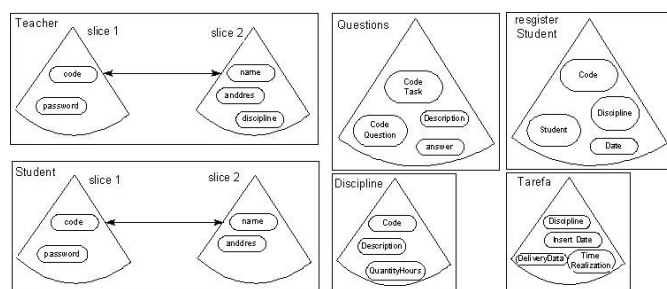 Teacher
slice 1
slice 2
code
password
name
anddres
discipline
Questions
Code
Task
Code
Question
Description
answer
resgister
Student
Code
Discipline
Student
Date
Student
slice 1
slice 2
code
password
name
anddres
Discipline
Code
Description
QuantityHours
Tarefa
Discipline
Insert Date
DeliveryData
Time
Realization